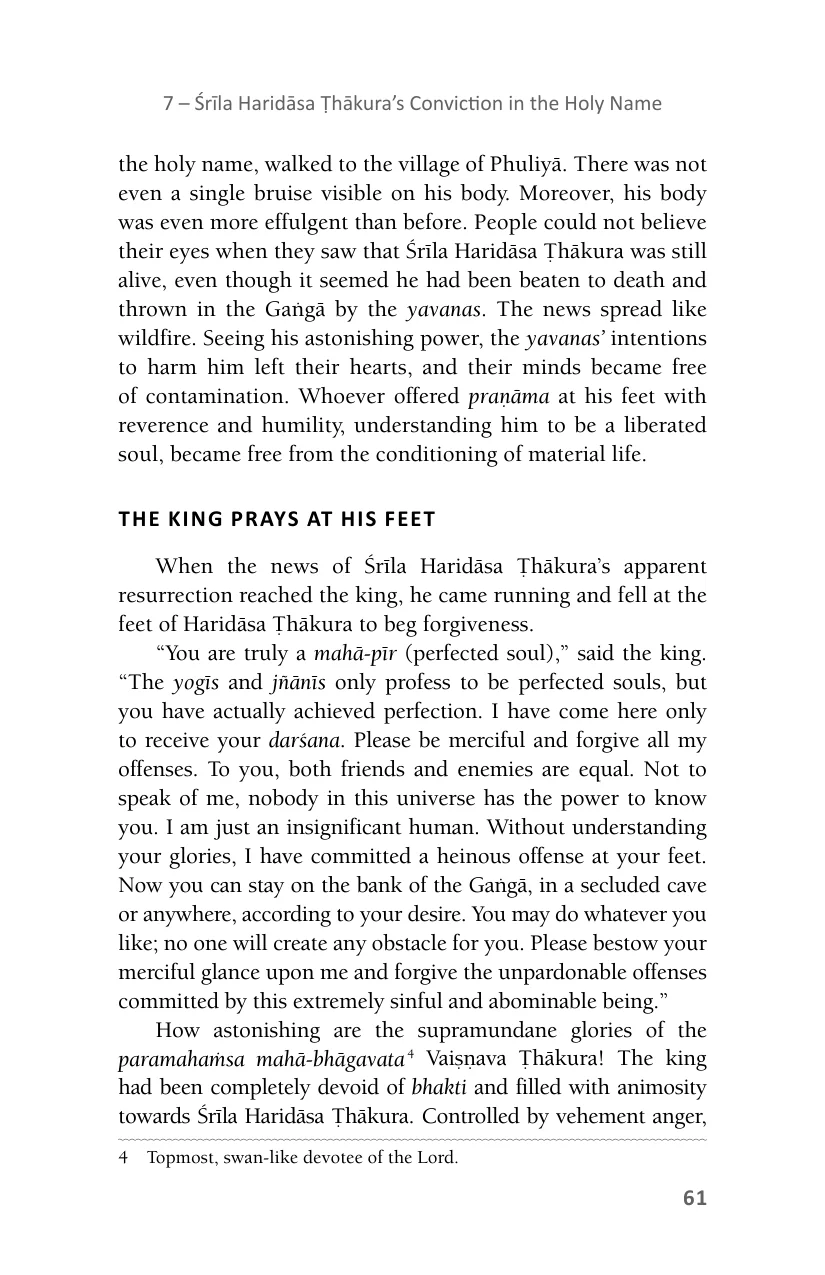 7 – Śrīla Haridāsa Ṭhākura’s Conviction in the Holy Name
the holy name, walked to the village of Phuliyā. There was not
even a single bruise visible on his body. Moreover, his body
was even more effulgent than before. People could not believe
their eyes when they saw that Śrīla Haridāsa Ṭhākura was still
alive, even though it seemed he had been beaten to death and
thrown in the Gaṅgā by the yavanas. The news spread like
wildfire. Seeing his astonishing power, the yavanas’ intentions
to harm him left their hearts, and their minds became free
of contamination. Whoever offered praṇāma at his feet with
reverence and humility, understanding him to be a liberated
soul, became free from the conditioning of material life.
THE KING PRAYS AT HIS FEET
When the news of Śrīla Haridāsa Ṭhākura’s apparent
resurrection reached the king, he came running and fell at the
feet of Haridāsa Ṭhākura to beg forgiveness.
“You are truly a mahā-pīr (perfected soul),” said the king.
“The yogīs and jñānīs only profess to be perfected souls, but
you have actually achieved perfection. I have come here only
to receive your darśana. Please be merciful and forgive all my
offenses. To you, both friends and enemies are equal. Not to
speak of me, nobody in this universe has the power to know
you. I am just an insignificant human. Without understanding
your glories, I have committed a heinous offense at your feet.
Now you can stay on the bank of the Gaṅgā, in a secluded cave
or anywhere, according to your desire. You may do whatever you
like; no one will create any obstacle for you. Please bestow your
merciful glance upon me and forgive the unpardonable offenses
committed by this extremely sinful and abominable being.”
How astonishing are the supramundane glories of the
paramahaṁsa mahā-bhāgavata 4 Vaiṣṇava Ṭhākura! The king
had been completely devoid of bhakti and filled with animosity
towards Śrīla Haridāsa Ṭhākura. Controlled by vehement anger,
4 Topmost, swan-like devotee of the Lord.
61